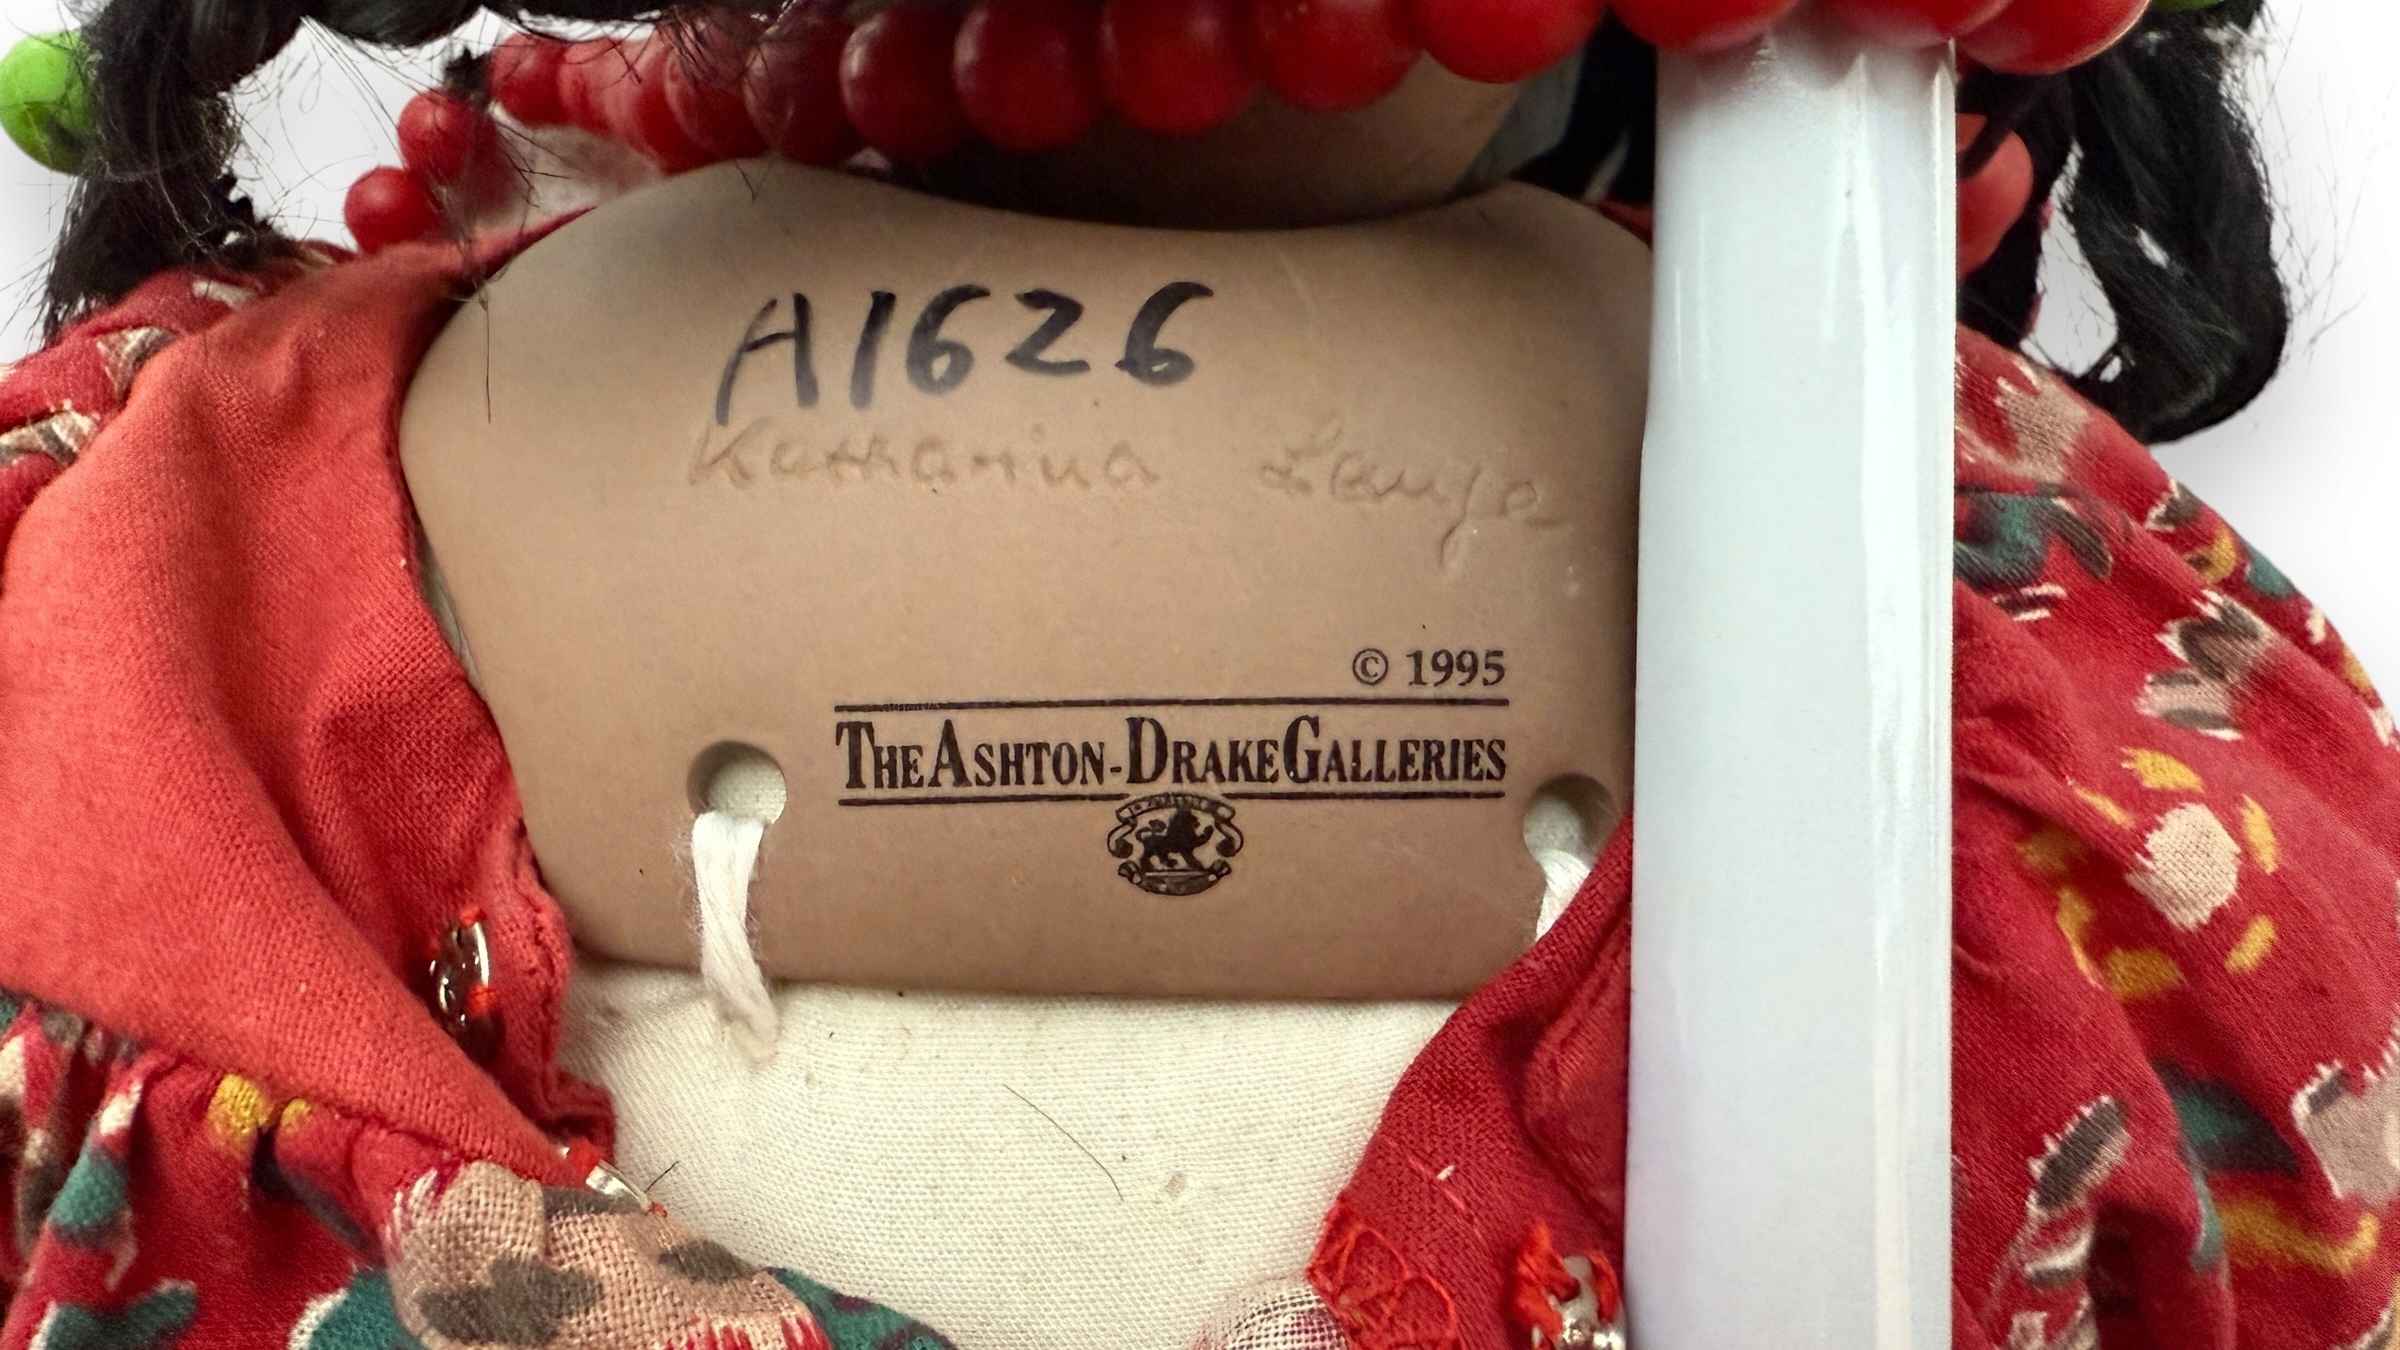 A1626
Katharina Lange
© 1995
THE ASHTON-DRAKE GALLERIES